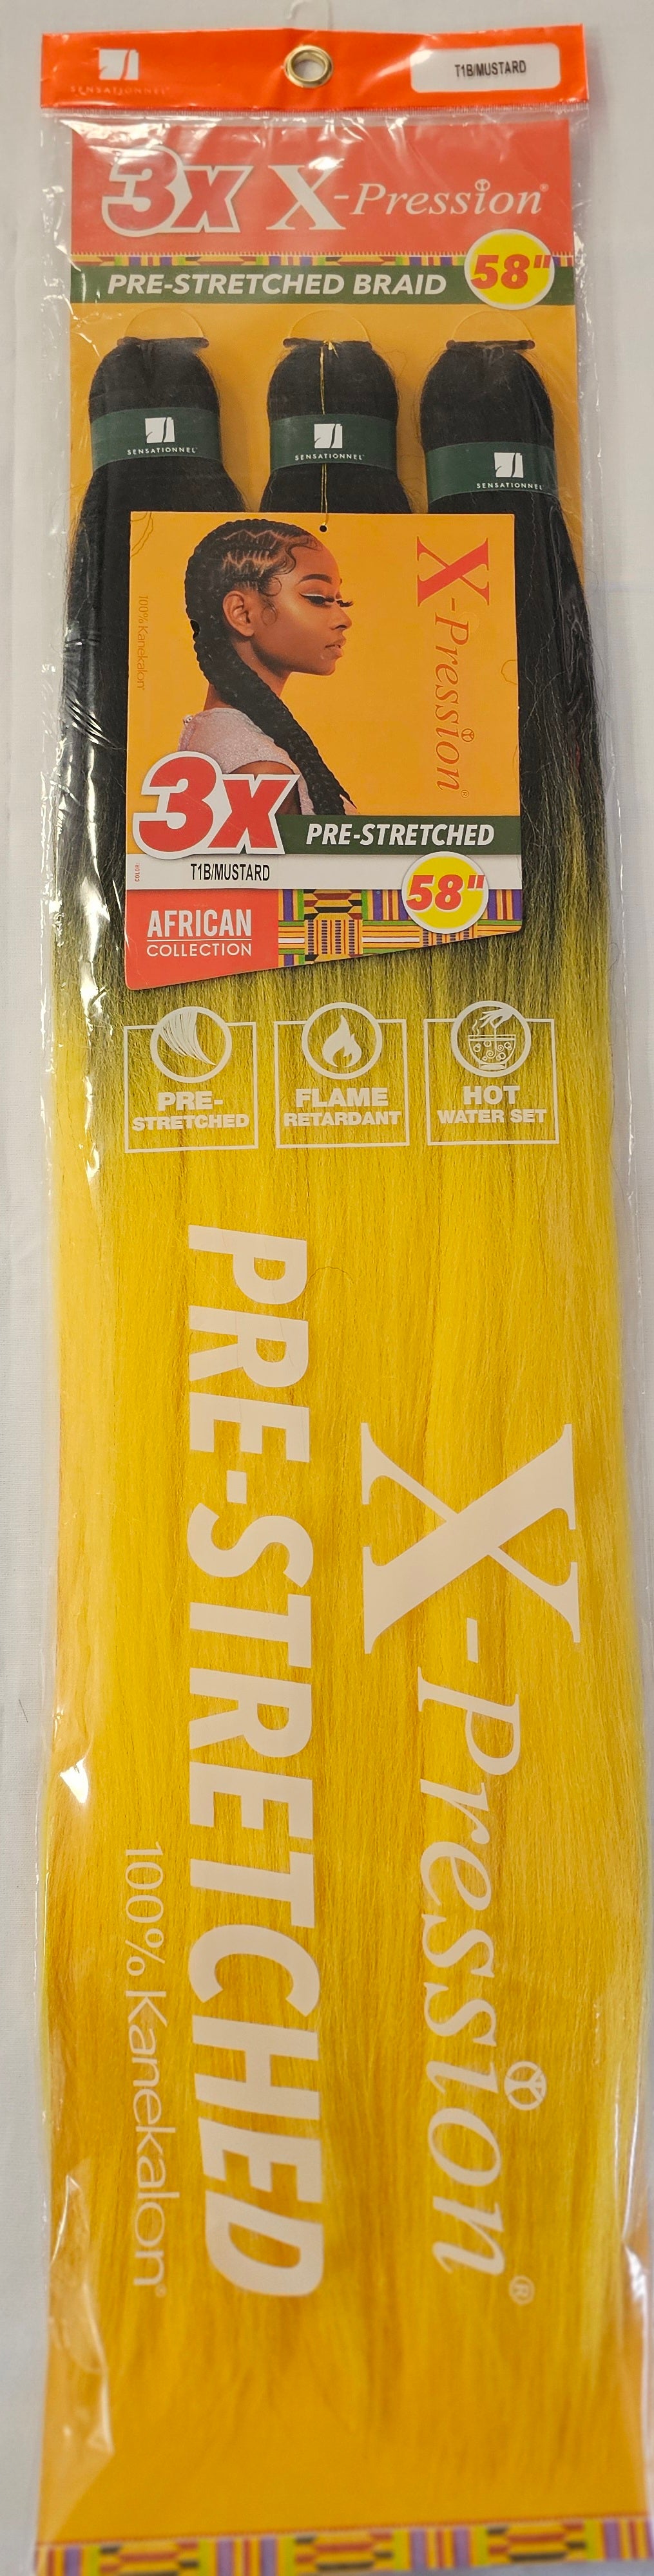 SENSATIONNEL
T1B/MUSTARD
3X X-Pression®
PRE-STRETCHED BRAID 58"
SENSATIONNEL®
SENSATIONNEL®
SENSATIONNEL®
100% Kanekalon®
X-Pression®
3X
PRE-STRETCHED
T1B/MUSTARD
58"
AFRICAN
COLLECTION
PRE-
STRETCHED
FLAME
RETARDANT
HOT
WATER SET
PRE-STRETCHED
X-Pression®
100% Kanekalon®